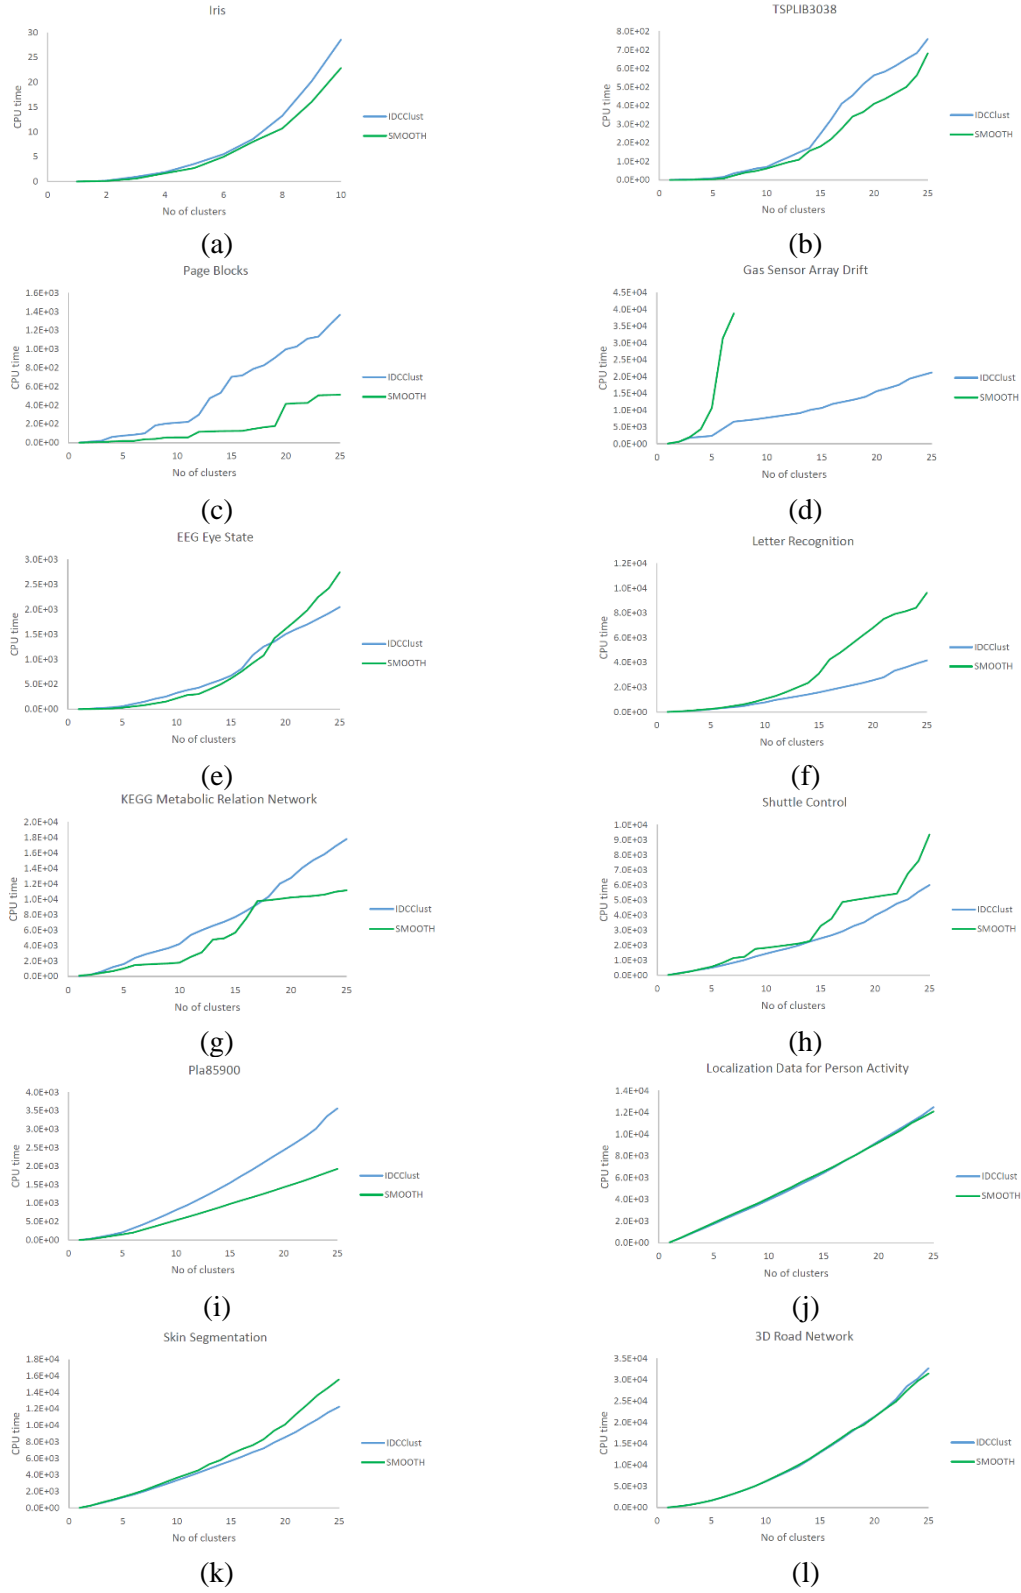 Iris
30
25
20
15
10
5
0
CPU time
0 2 4 6 8 10
No of clusters
IDCClust
SMOOTH
(a)
TSPLIB3038
8.0E+02
7.0E+02
6.0E+02
5.0E+02
4.0E+02
3.0E+02
2.0E+02
1.0E+02
0.0E+00
CPU time
0 5 10 15 20 25
No of clusters
IDCClust
SMOOTH
(b)
Page Blocks
1.6E+03
1.4E+03
1.2E+03
1.0E+03
8.0E+02
6.0E+02
4.0E+02
2.0E+02
0.0E+00
CPU time
0 5 10 15 20 25
No of clusters
IDCClust
SMOOTH
(c)
Gas Sensor Array Drift
4.5E+04
4.0E+04
3.5E+04
3.0E+04
2.5E+04
2.0E+04
1.5E+04
1.0E+04
5.0E+03
0.0E+00
CPU time
0 5 10 15 20 25
No of clusters
IDCClust
SMOOTH
(d)
EEG Eye State
3.0E+03
2.5E+03
2.0E+03
1.5E+03
1.0E+03
5.0E+02
0.0E+00
CPU time
0 5 10 15 20 25
No of clusters
IDCClust
SMOOTH
(e)
Letter Recognition
1.2E+04
1.0E+04
8.0E+03
6.0E+03
4.0E+03
2.0E+03
0.0E+00
CPU time
0 5 10 15 20 25
No of clusters
IDCClust
SMOOTH
(f)
KEGG Metabolic Relation Network
2.0E+04
1.8E+04
1.6E+04
1.4E+04
1.2E+04
1.0E+04
8.0E+03
6.0E+03
4.0E+03
2.0E+03
0.0E+00
CPU time
0 5 10 15 20 25
No of clusters
IDCClust
SMOOTH
(g)
Shuttle Control
1.0E+04
9.0E+03
8.0E+03
7.0E+03
6.0E+03
5.0E+03
4.0E+03
3.0E+03
2.0E+03
1.0E+03
0.0E+00
CPU time
0 5 10 15 20 25
No of clusters
IDCClust
SMOOTH
(h)
Pla85900
4.0E+03
3.5E+03
3.0E+03
2.5E+03
2.0E+03
1.5E+03
1.0E+03
5.0E+02
0.0E+00
CPU time
0 5 10 15 20 25
No of clusters
IDCClust
SMOOTH
(i)
Localization Data for Person Activity
1.4E+04
1.2E+04
1.0E+04
8.0E+03
6.0E+03
4.0E+03
2.0E+03
0.0E+00
CPU time
0 5 10 15 20 25
No of clusters
IDCClust
SMOOTH
(j)
Skin Segmentation
1.8E+04
1.6E+04
1.4E+04
1.2E+04
1.0E+04
8.0E+03
6.0E+03
4.0E+03
2.0E+03
0.0E+00
CPU time
0 5 10 15 20 25
No of clusters
IDCClust
SMOOTH
(k)
3D Road Network
3.5E+04
3.0E+04
2.5E+04
2.0E+04
1.5E+04
1.0E+04
5.0E+03
0.0E+00
CPU time
0 5 10 15 20 25
No of clusters
IDCClust
SMOOTH
(l)